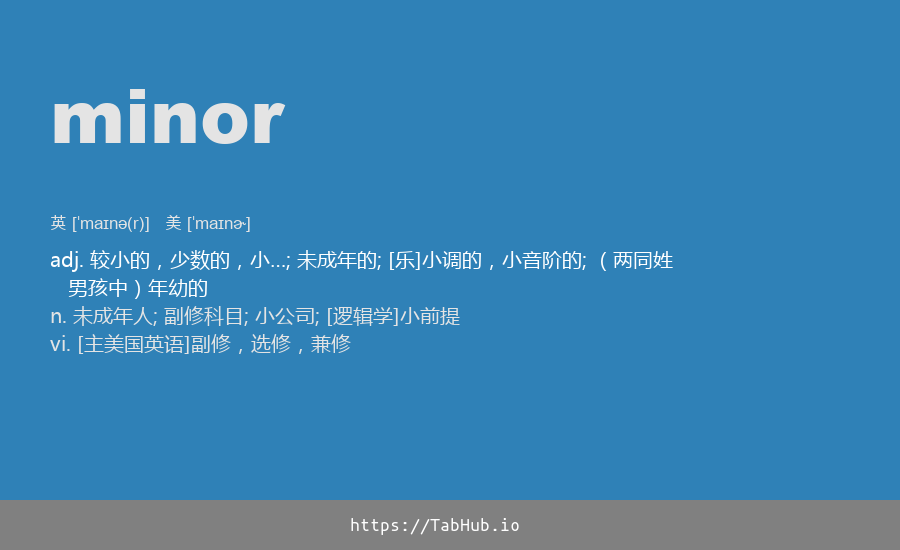 minor
英 [ˈmaɪnə(r)] 美 [ˈmaɪnɚ]
adj. 较小的，少数的，小…; 未成年的; [乐]小调的，小音阶的; （两同姓
男孩中）年幼的
n. 未成年人; 副修科目; 小公司; [逻辑学]小前提
vi. [主美国英语]副修，选修，兼修
https://TabHub.io